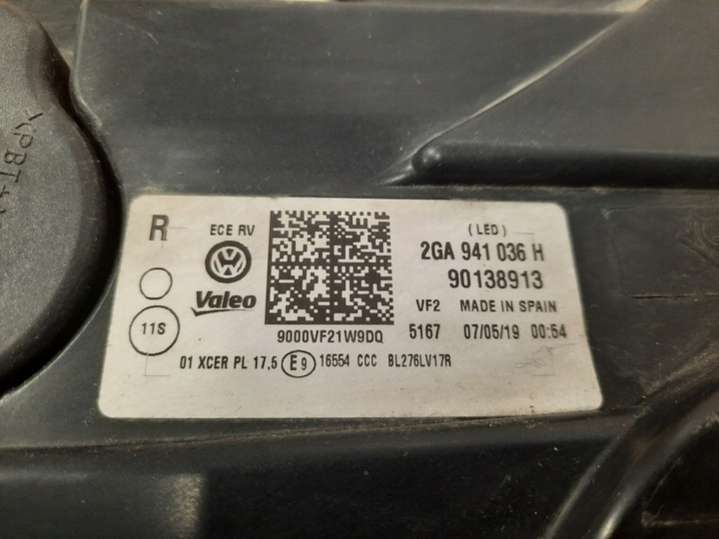 >PBT+
R
ECE RV
Valeo
11S
9000VF21W9DQ
(LED)
2GA 941 036 H
90138913
VF2 MADE IN SPAIN
5167 07/05/19 00:54
01 XCER PL 17,5 E9 16554 CCC BL276LV17R